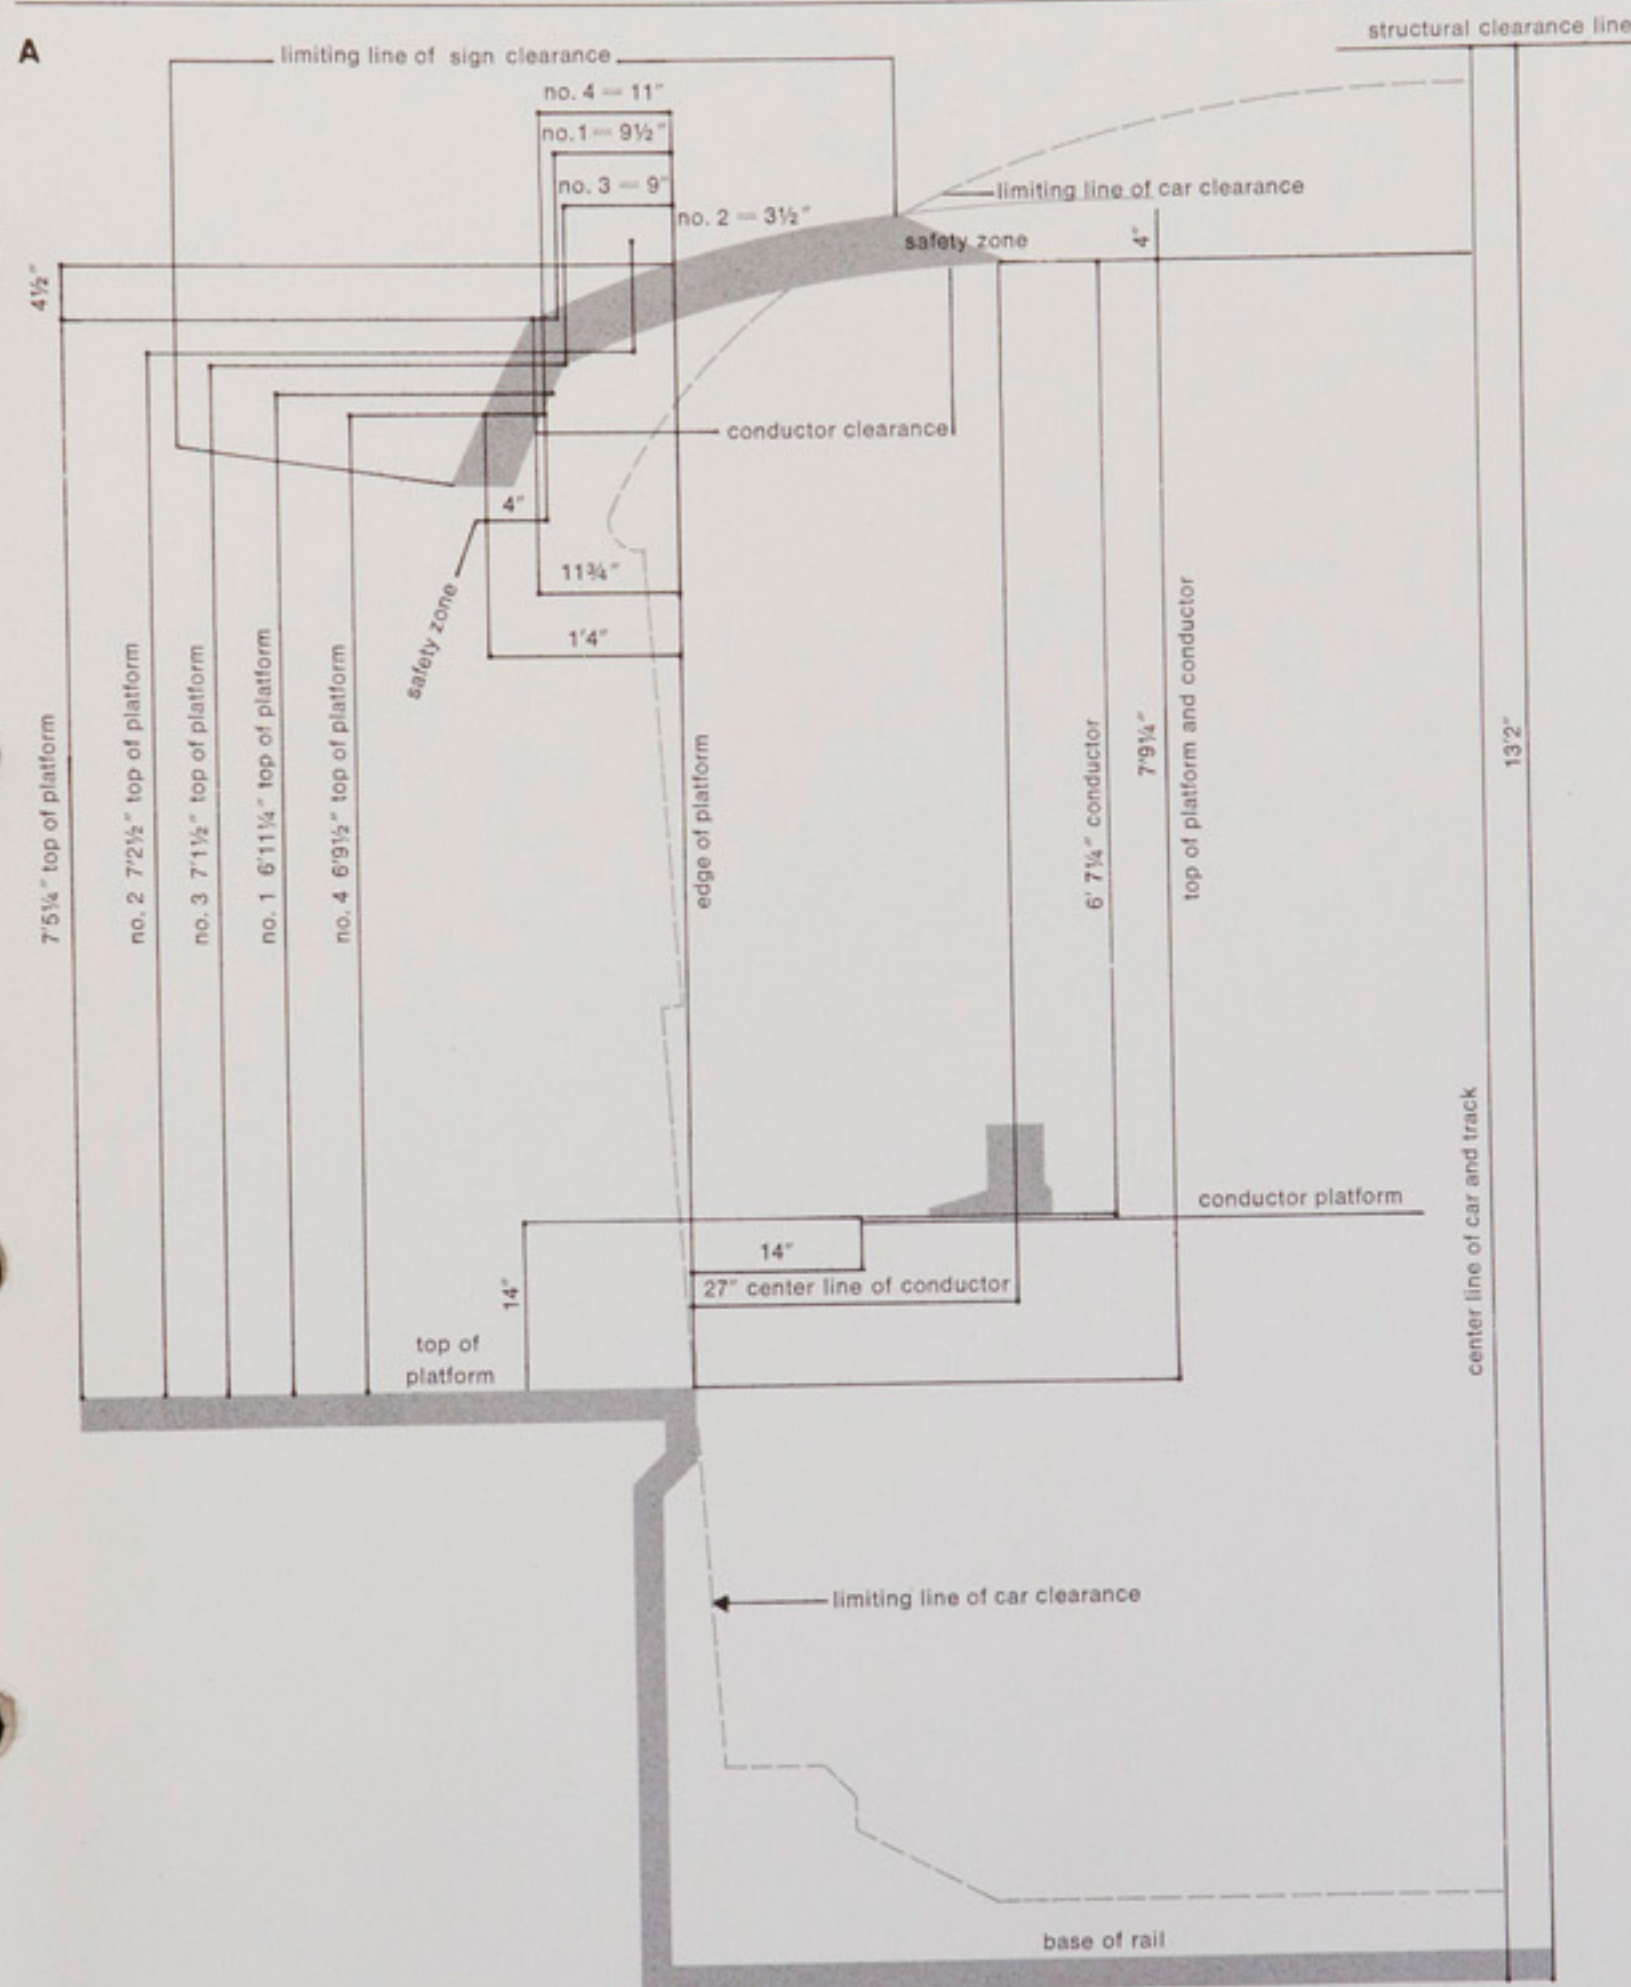 A
structural clearance line
limiting line of sign clearance
no. 4 — 11″
no. 1 — 9½″
no. 3 — 9″
no. 2 — 3½″
limiting line of car clearance
4″
safety zone
4½″
conductor clearance
4″
safety zone
11¾″
1′4″
7′5¼″ top of platform
no. 2 7′2½″ top of platform
no. 3 7′1½″ top of platform
no. 1 6′11¼″ top of platform
no. 4 6′9½″ top of platform
edge of platform
6′ 7¼″ conductor
7′9¼″
top of platform and conductor
13′2″
center line of car and track
conductor platform
14″
27″ center line of conductor
14″
top of
platform
limiting line of car clearance
base of rail